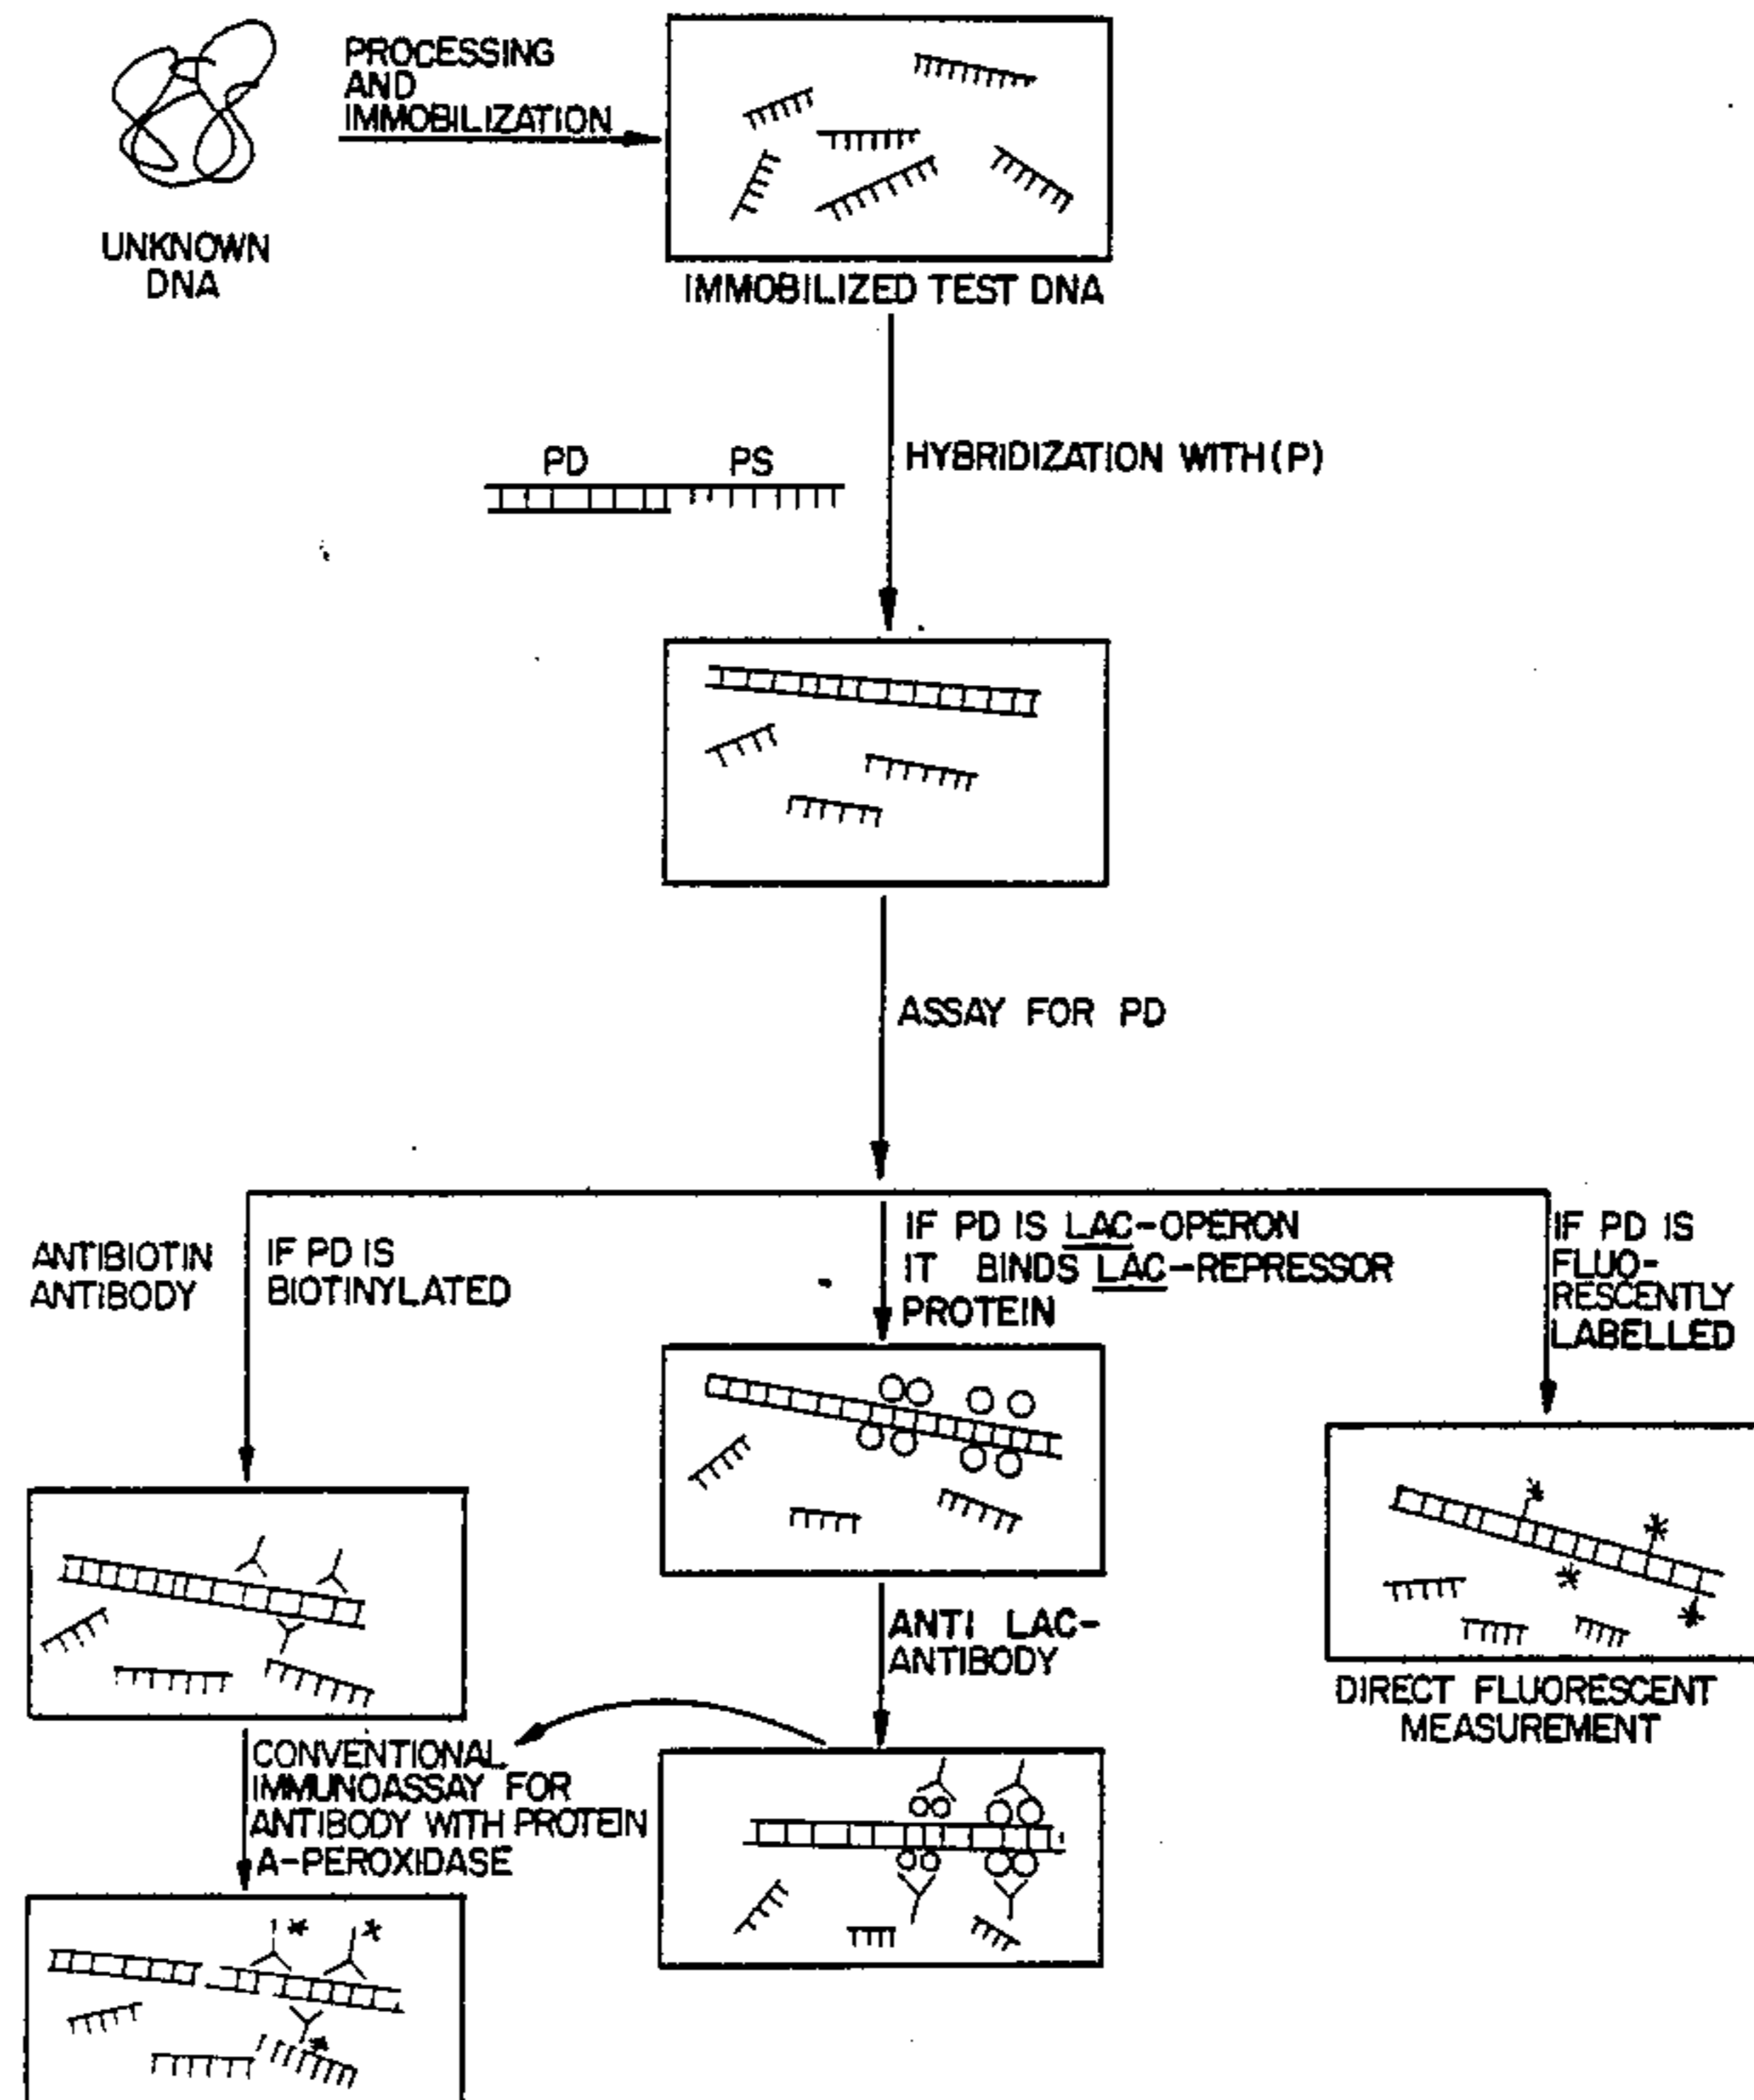 PROCESSING
AND
IMMOBILIZATION
UNKNOWN
DNA
IMMOBILIZED TEST DNA
PD PS
HYBRIDIZATION WITH (P)
ASSAY FOR PD
ANTIBIOTIN
ANTIBODY
IF PD IS
BIOTINYLATED
IF PD IS LAC-OPERON
IT BINDS LAC-REPRESSOR
PROTEIN
IF PD IS
FLUO-
RESCENTLY
LABELLED
ANTI LAC-
ANTIBODY
DIRECT FLUORESCENT
MEASUREMENT
CONVENTIONAL
IMMUNOASSAY FOR
ANTIBODY WITH PROTEIN
A-PEROXIDASE